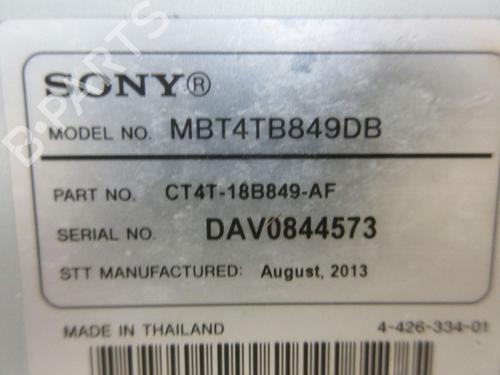 SONY®
MODEL NO. MBT4TB849DB
PART NO. CT4T-18B849-AF
SERIAL NO. DAV0844573
STT MANUFACTURED: August, 2013
MADE IN THAILAND 4-426-334-01
B-PARTS